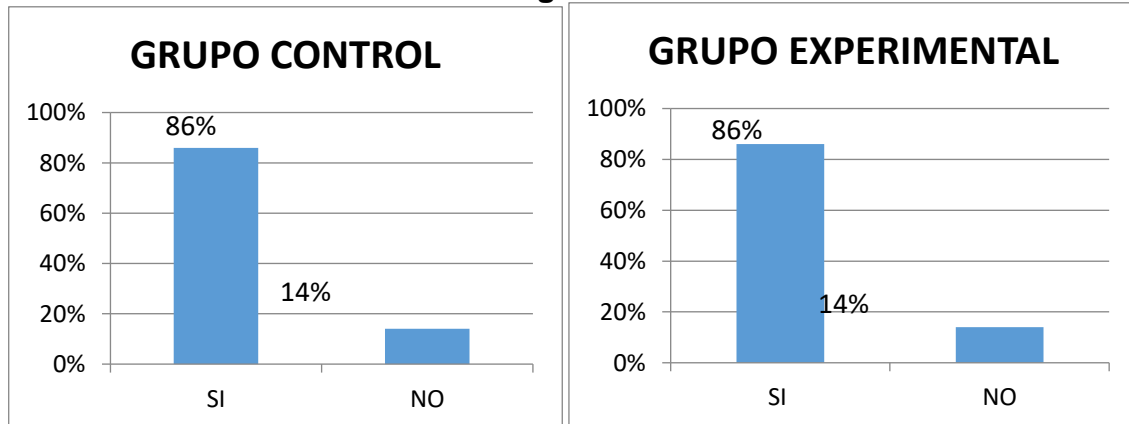 g
GRUPO CONTROL
100%
80%
60%
40%
20%
0%
86%
14%
SI
NO
GRUPO EXPERIMENTAL
100%
80%
60%
40%
20%
0%
86%
14%
SI
NO